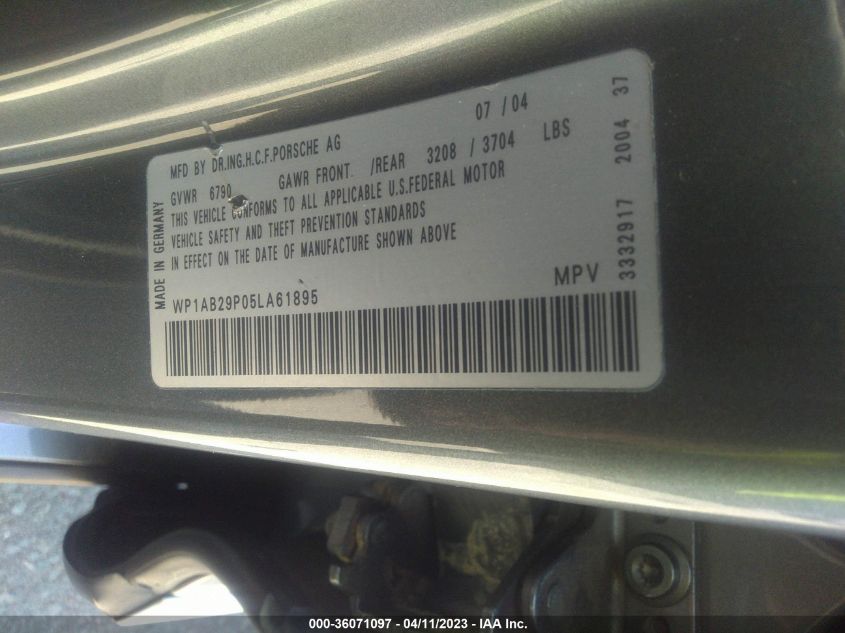 07 / 04
MFD BY DR.ING.H.C.F.PORSCHE AG
GVWR 6790 GAWR FRONT. /REAR 3208 / 3704 LBS
THIS VEHICLE CONFORMS TO ALL APPLICABLE U.S.FEDERAL MOTOR
VEHICLE SAFETY AND THEFT PREVENTION STANDARDS
IN EFFECT ON THE DATE OF MANUFACTURE SHOWN ABOVE
WP1AB29P05LA61895 MPV
MADE IN GERMANY
3332917 2004 37
000-36071097 - 04/11/2023 - IAA Inc.